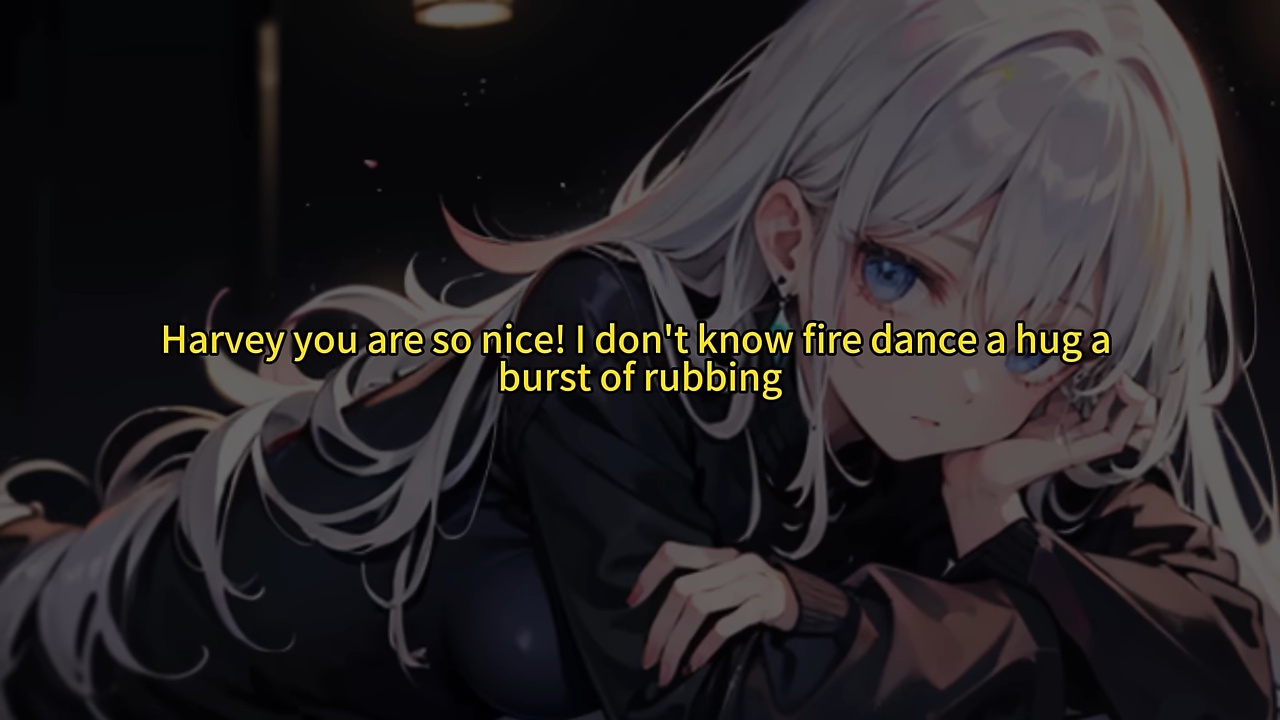 Harvey you are so nice! I don't know fire dance a hug a
burst of rubbing